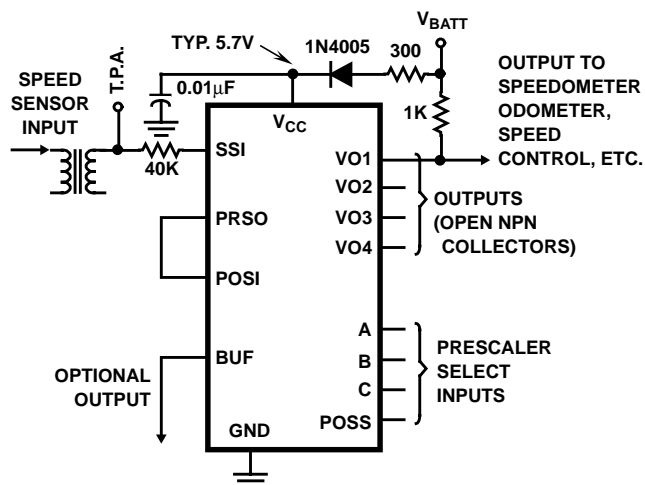 V_BATT
TYP. 5.7V
1N4005
300
T.P.A.
SPEED
SENSOR
INPUT
0.01µF
1K
OUTPUT TO
SPEEDOMETER
ODOMETER,
SPEED
CONTROL, ETC.
V_CC
40K
SSI
PRSO
POSI
BUF
GND
VO1
VO2
VO3
VO4
OUTPUTS
(OPEN NPN
COLLECTORS)
A
B
C
POSS
PRESCALER
SELECT
INPUTS
OPTIONAL
OUTPUT